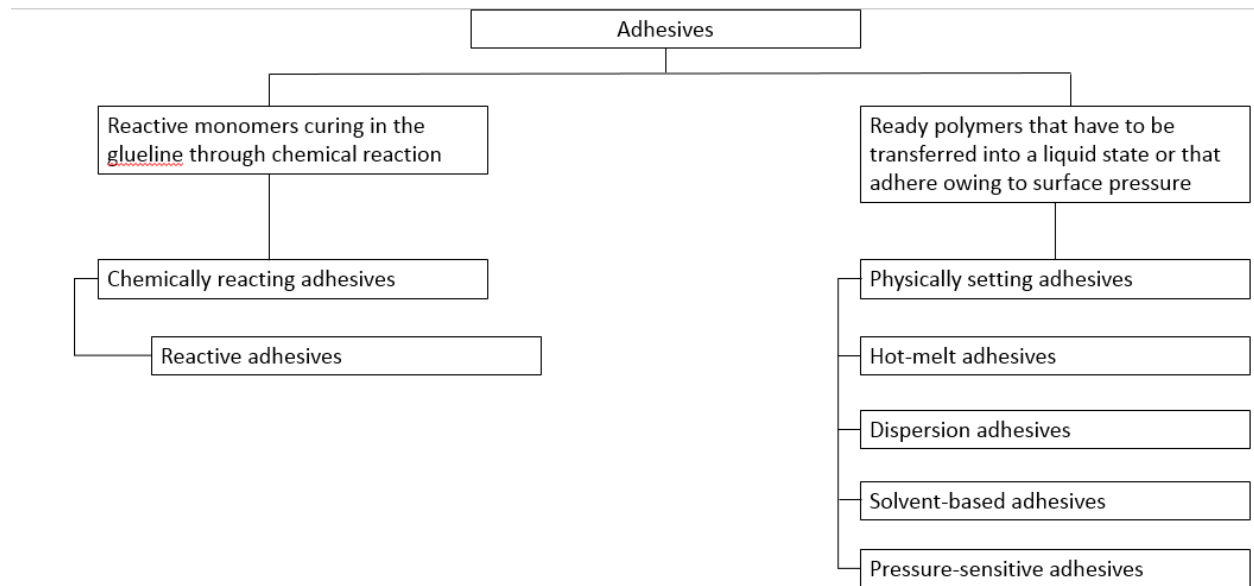 Adhesives
Reactive monomers curing in the
glueline through chemical reaction
Ready polymers that have to be
transferred into a liquid state or that
adhere owing to surface pressure
Chemically reacting adhesives
Physically setting adhesives
Reactive adhesives
Hot-melt adhesives
Dispersion adhesives
Solvent-based adhesives
Pressure-sensitive adhesives